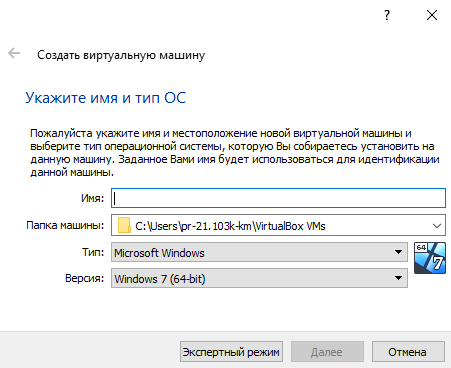 Создать виртуальную машину
Укажите имя и тип ОС
Пожалуйста укажите имя и местоположение новой виртуальной машины и
выберите тип операционной системы, которую Вы собираетесь установить на
данную машину. Заданное Вами имя будет использоваться для идентификации
данной машины.
Имя:
Папка машины: C:\Users\pr-21.103k-km\VirtualBox VMs
Тип: Microsoft Windows 64
Версия: Windows 7 (64-bit) 7
Экспертный режим Далее Отмена